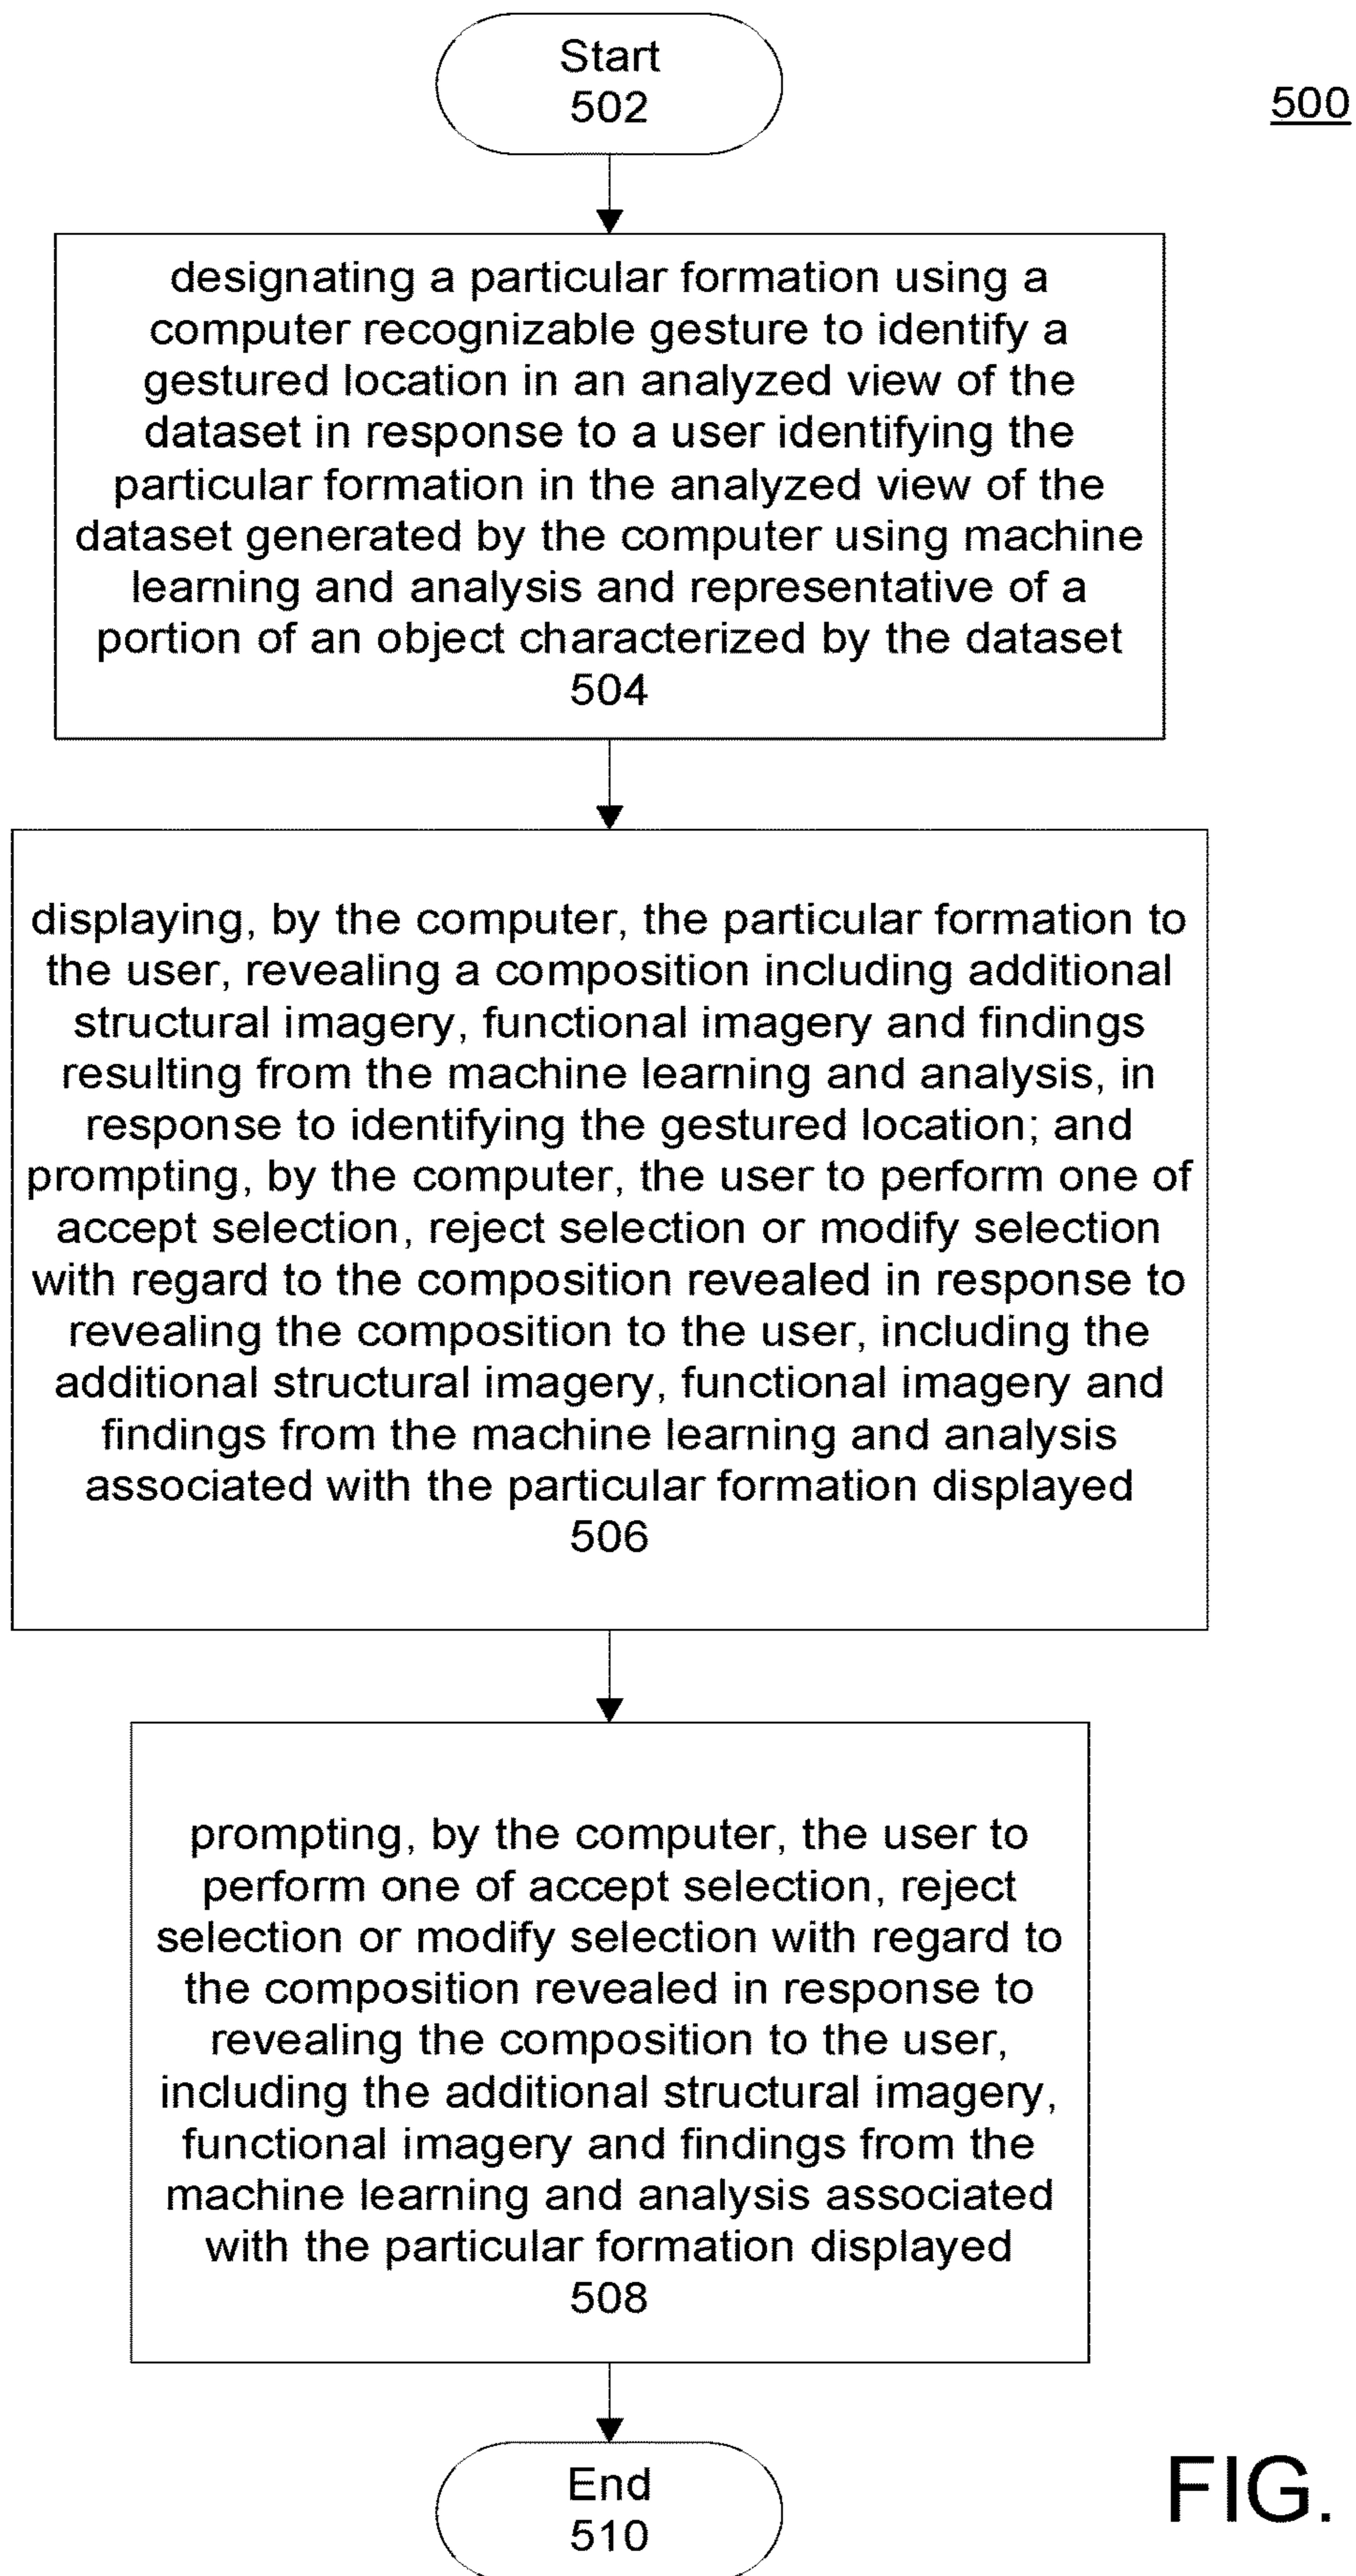 Start
502
500
designating a particular formation using a
computer recognizable gesture to identify a
gestured location in an analyzed view of the
dataset in response to a user identifying the
particular formation in the analyzed view of the
dataset generated by the computer using machine
learning and analysis and representative of a
portion of an object characterized by the dataset
504
displaying, by the computer, the particular formation to
the user, revealing a composition including additional
structural imagery, functional imagery and findings
resulting from the machine learning and analysis, in
response to identifying the gestured location; and
prompting, by the computer, the user to perform one of
accept selection, reject selection or modify selection
with regard to the composition revealed in response to
revealing the composition to the user, including the
additional structural imagery, functional imagery and
findings from the machine learning and analysis
associated with the particular formation displayed
506
prompting, by the computer, the user to
perform one of accept selection, reject
selection or modify selection with regard to
the composition revealed in response to
revealing the composition to the user,
including the additional structural imagery,
functional imagery and findings from the
machine learning and analysis associated
with the particular formation displayed
508
End
510
FIG.